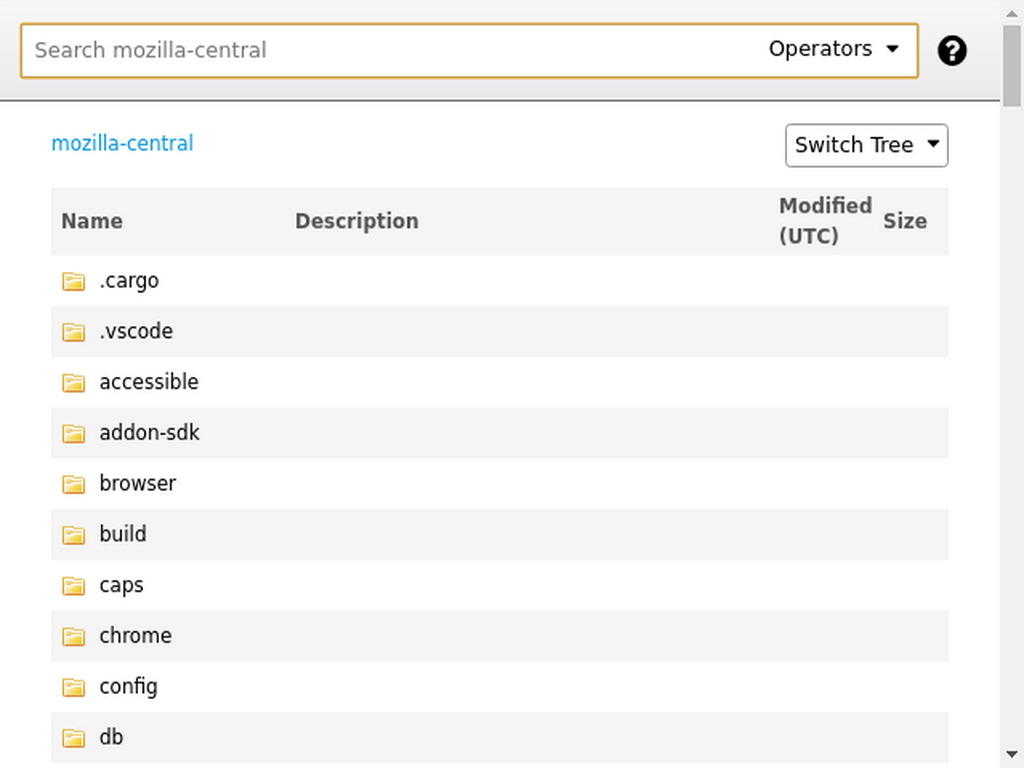 Search mozilla-central Operators
mozilla-central Switch Tree
Name Description Modified (UTC) Size
.cargo
.vscode
accessible
addon-sdk
browser
build
caps
chrome
config
db